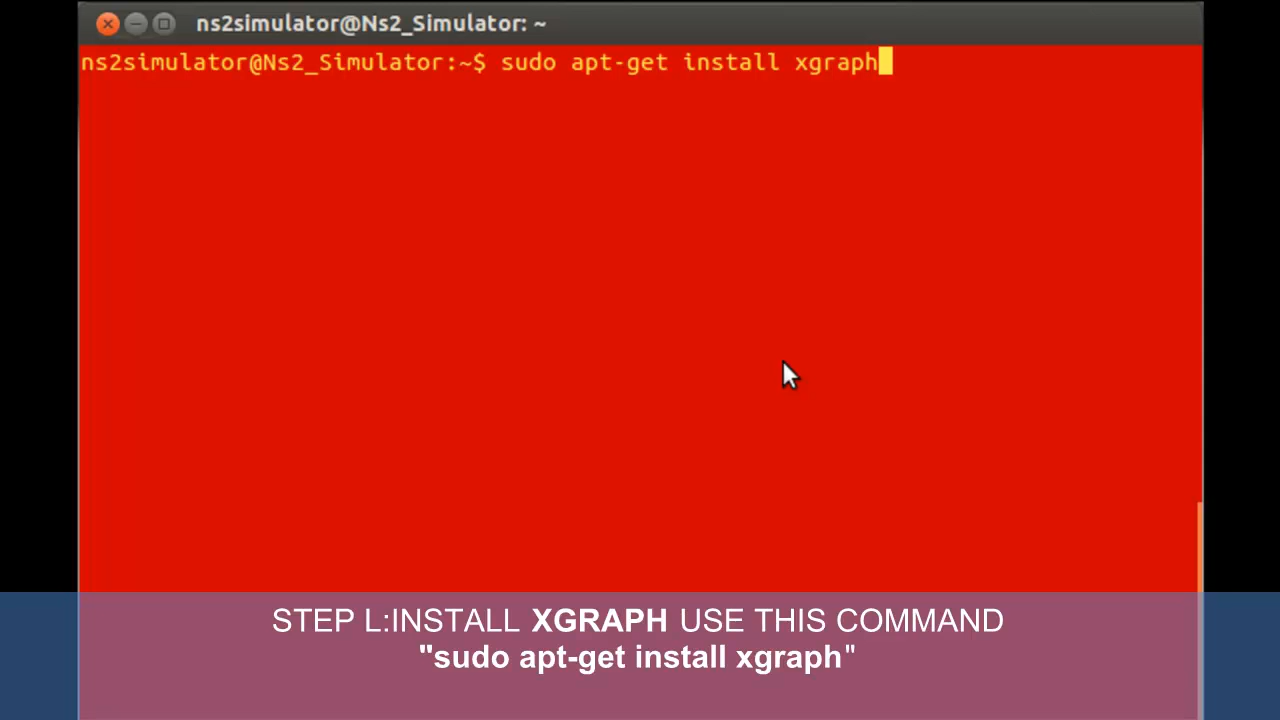 ns2simulator@Ns2_Simulator: ~
ns2simulator@Ns2_Simulator:~$ sudo apt-get install xgraph
STEP L:INSTALL XGRAPH USE THIS COMMAND
"sudo apt-get install xgraph"